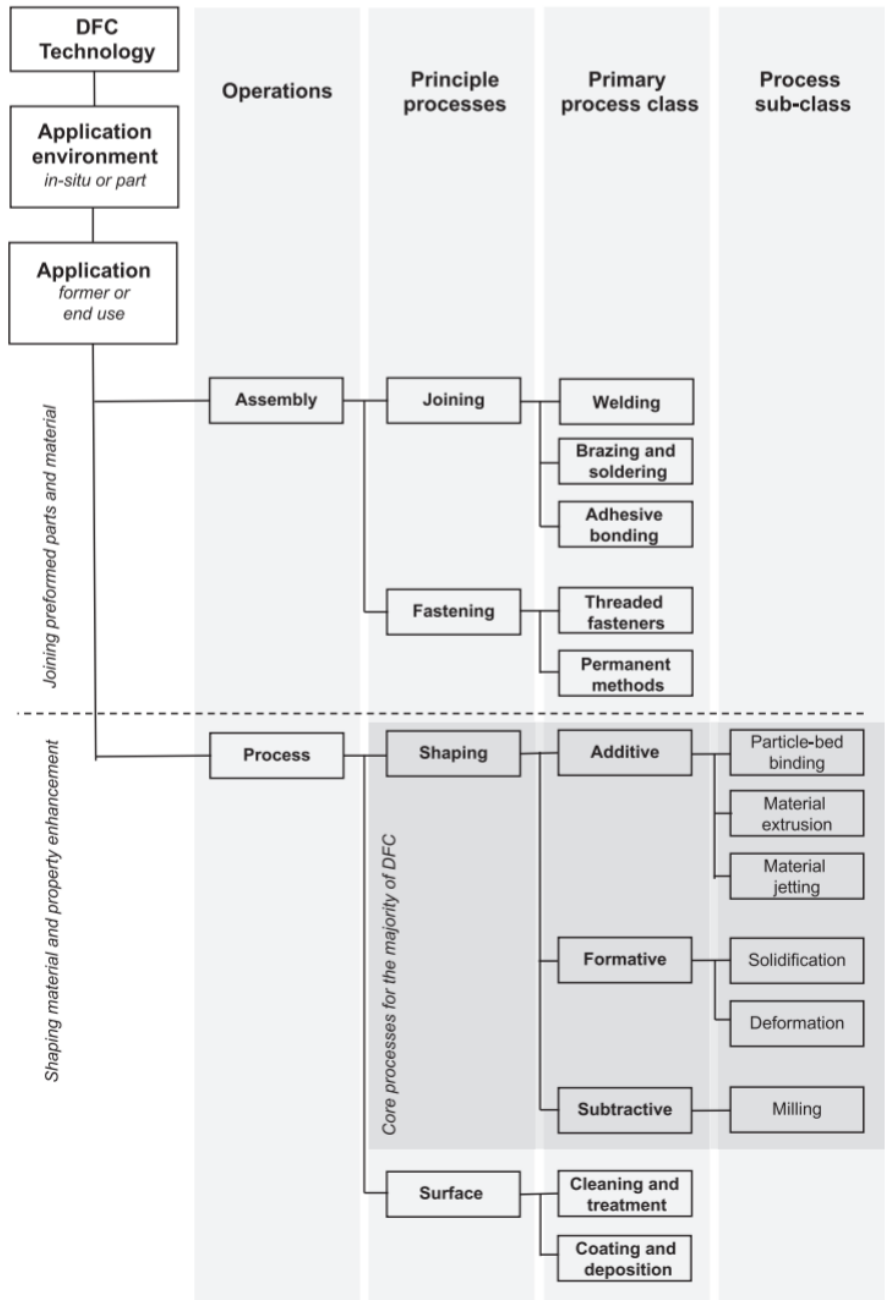 DFC
Technology
Application
environment
in-situ or part
Application
former or
end use
Operations
Principle
processes
Primary
process class
Process
sub-class
Joining preformed parts and material
Assembly
Joining
Welding
Brazing and
soldering
Adhesive
bonding
Fastening
Threaded
fasteners
Permanent
methods
Shaping material and property enhancement
Process
Core processes for the majority of DFC
Shaping
Additive
Particle-bed
binding
Material
extrusion
Material
jetting
Formative
Solidification
Deformation
Subtractive
Milling
Surface
Cleaning and
treatment
Coating and
deposition